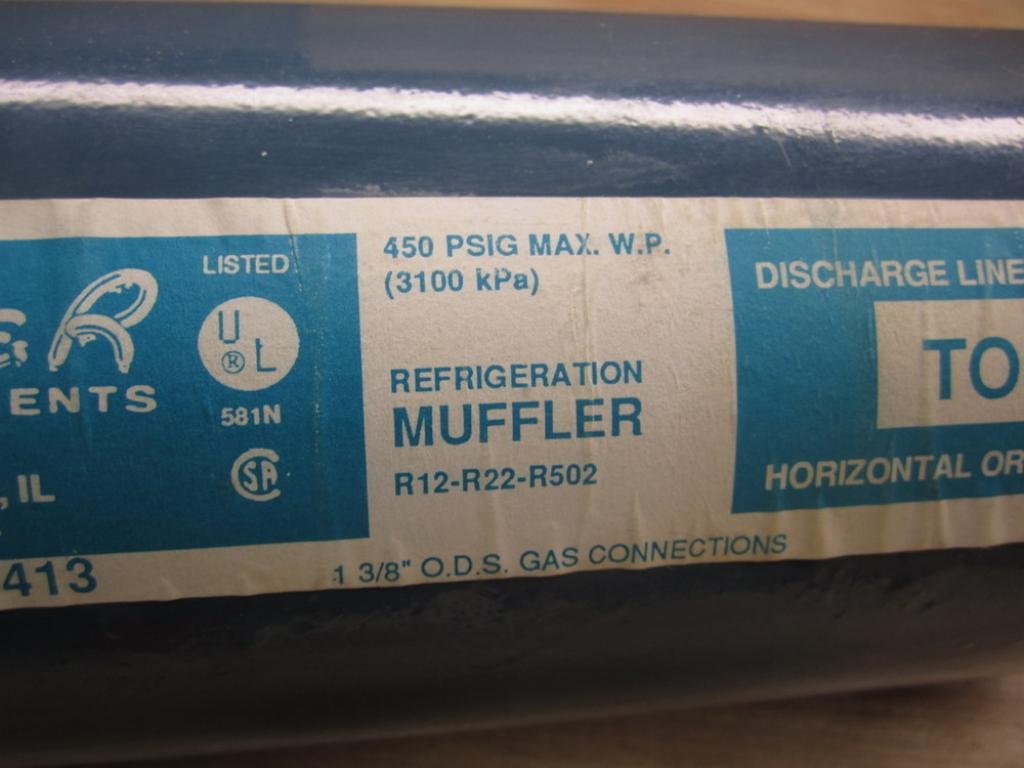 R
ENTS
, IL
413
LISTED
U
® L
581N
SA
450 PSIG MAX. W.P.
(3100 kPa)
REFRIGERATION
MUFFLER
R12-R22-R502
1 3/8" O.D.S. GAS CONNECTIONS
DISCHARGE LINE
TO
HORIZONTAL OR